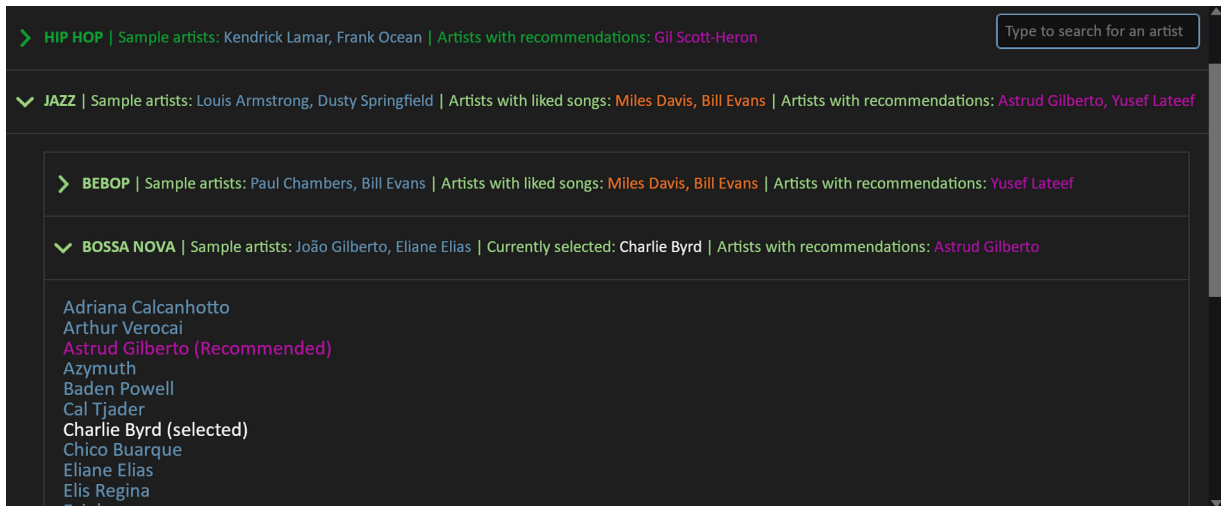 HIP HOP | Sample artists: Kendrick Lamar, Frank Ocean | Artists with recommendations: Gil Scott-Heron
Type to search for an artist
JAZZ | Sample artists: Louis Armstrong, Dusty Springfield | Artists with liked songs: Miles Davis, Bill Evans | Artists with recommendations: Astrud Gilberto, Yusef Lateef
BEBOP | Sample artists: Paul Chambers, Bill Evans | Artists with liked songs: Miles Davis, Bill Evans | Artists with recommendations: Yusef Lateef
BOSSA NOVA | Sample artists: João Gilberto, Eliane Elias | Currently selected: Charlie Byrd | Artists with recommendations: Astrud Gilberto
Adriana Calcanhotto
Arthur Verocai
Astrud Gilberto (Recommended)
Azymuth
Baden Powell
Cal Tjader
Charlie Byrd (selected)
Chico Buarque
Eliane Elias
Elis Regina